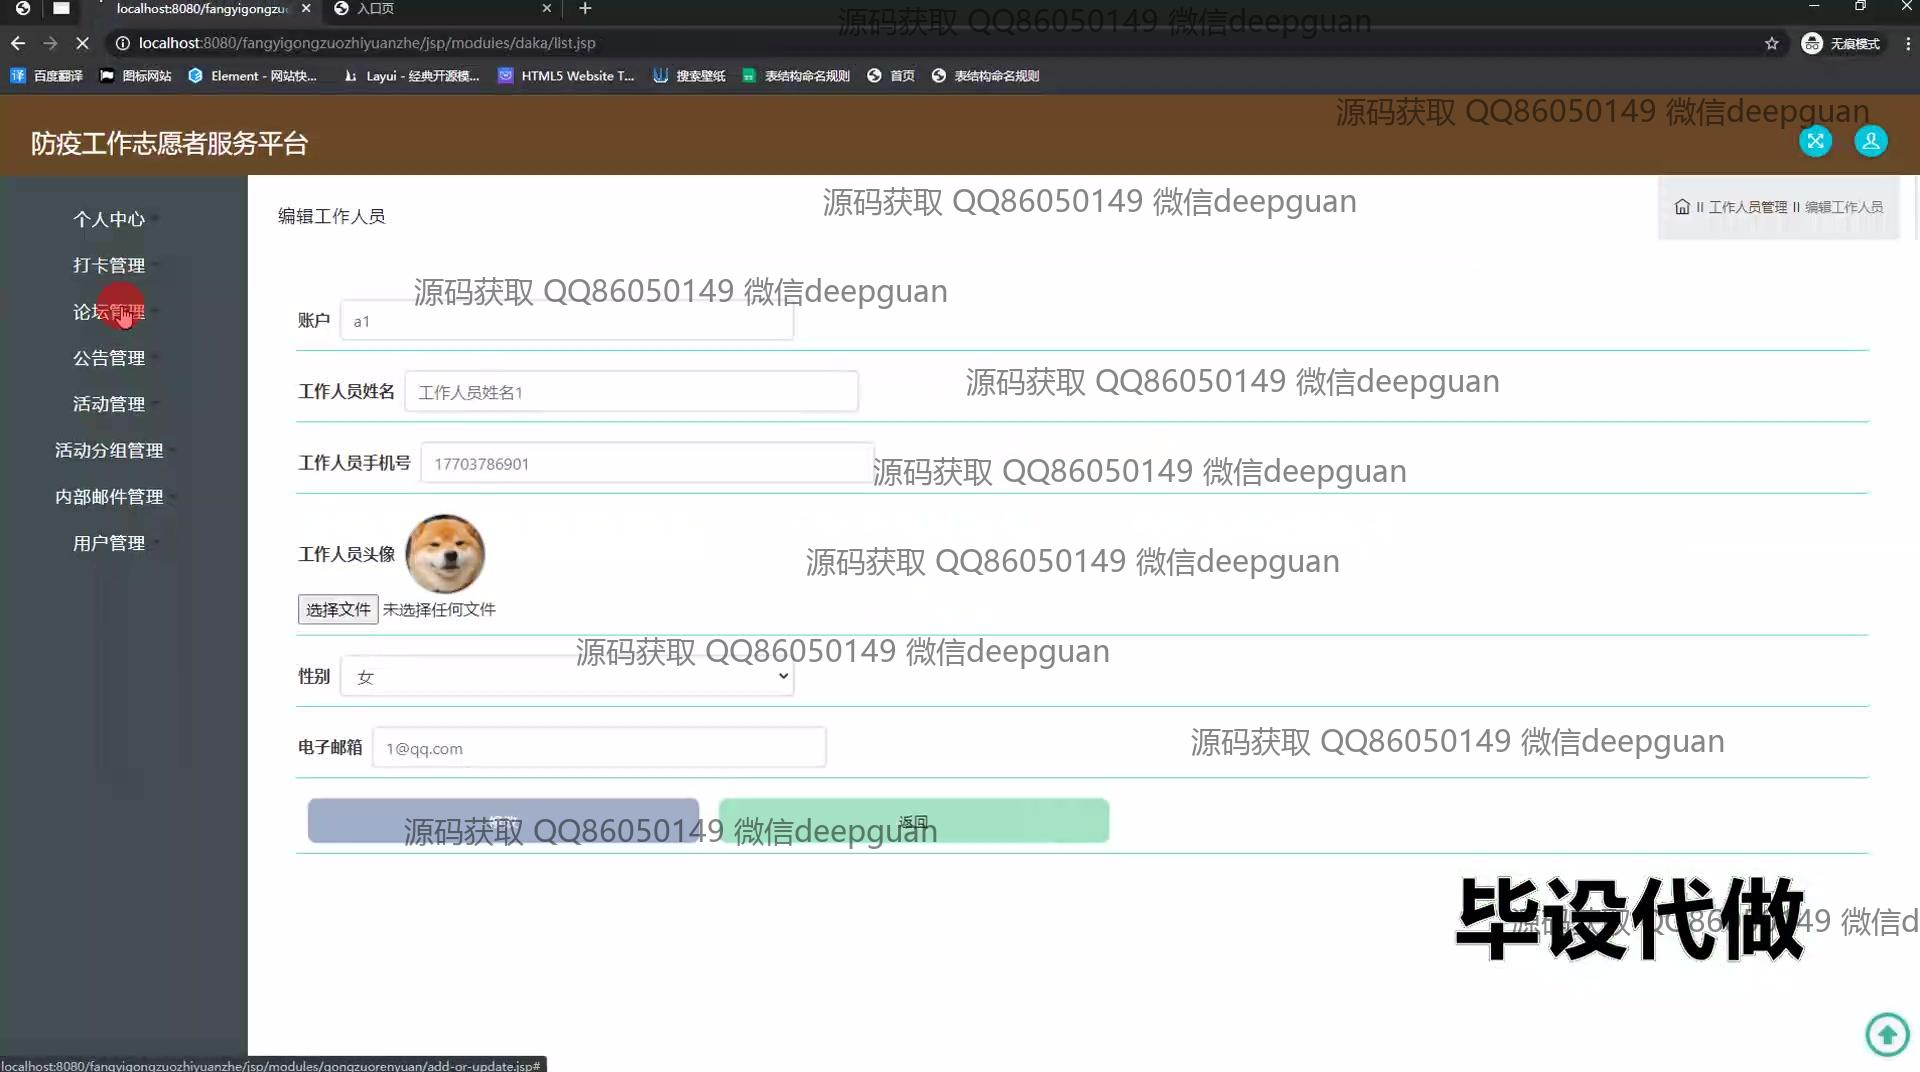 localhost:8080/fangyigongzu
入口页
源码获取 QQ86050149 微信deepguan
localhost:8080/fangyigongzuozhiyuanzhe/jsp/modules/daka/list.jsp
无痕模式
百度翻译
图标网站
Element - 网站快...
Layui - 经典开源模...
HTML5 Website T...
搜索壁纸
表结构命名规则
首页
表结构命名规则
源码获取 QQ86050149 微信deepguan
防疫工作志愿者服务平台
源码获取 QQ86050149 微信deepguan
编辑工作人员
工作人员管理
编辑工作人员
个人中心
打卡管理
论坛管理
公告管理
活动管理
活动分组管理
内部邮件管理
用户管理
源码获取 QQ86050149 微信deepguan
账户 a1
工作人员姓名 工作人员姓名1
源码获取 QQ86050149 微信deepguan
工作人员手机号 17703786901
源码获取 QQ86050149 微信deepguan
工作人员头像
源码获取 QQ86050149 微信deepguan
选择文件 未选择任何文件
源码获取 QQ86050149 微信deepguan
性别 女
电子邮箱 1@qq.com
源码获取 QQ86050149 微信deepguan
返回
源码获取 QQ86050149 微信deepguan
毕设代做
localhost:8080/fangyigongzuozhiyuanzhe/jsp/modules/gongzuorenyuan/add-or-update.jsp#